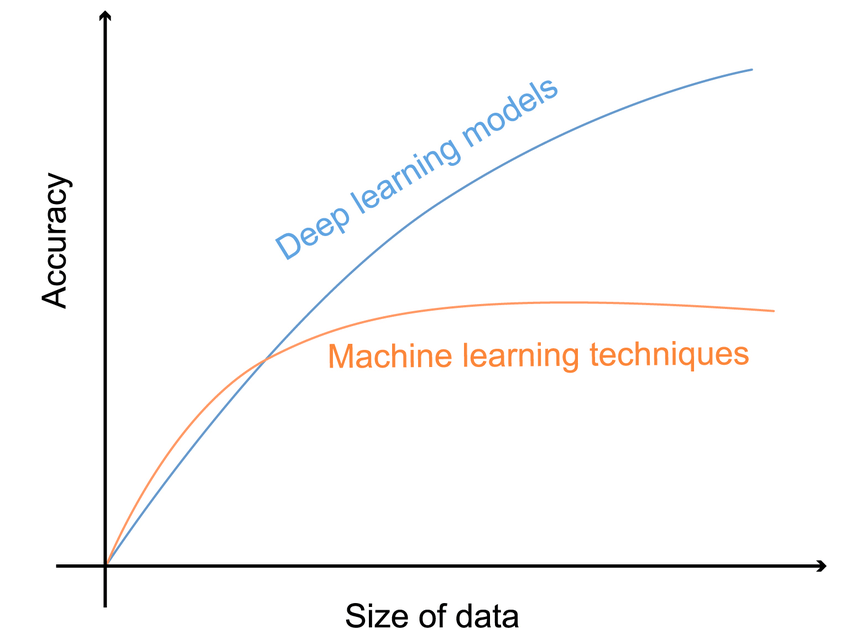 Deep learning models
Accuracy
Machine learning techniques
Size of data